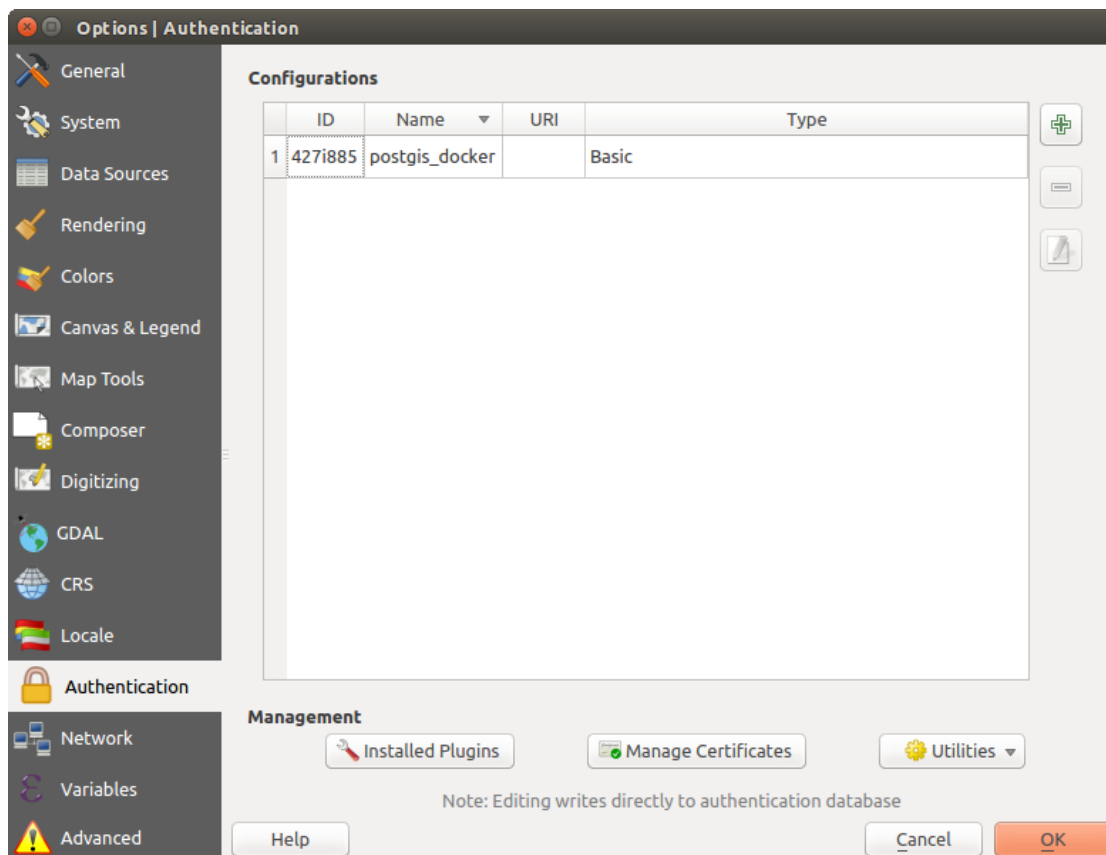 Options | Authentication
General
System
Data Sources
Rendering
Colors
Canvas & Legend
Map Tools
Composer
Digitizing
GDAL
CRS
Locale
Authentication
Network
Variables
Advanced
Configurations
ID Name URI Type
1 427i885 postgis_docker Basic
Management
Installed Plugins Manage Certificates Utilities
Note: Editing writes directly to authentication database
Help Cancel OK